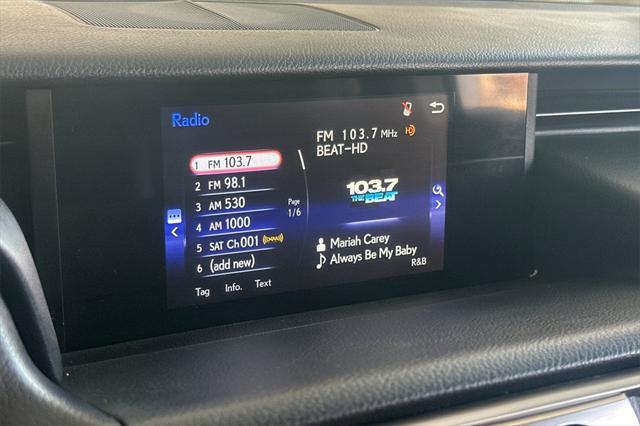 Radio
FM 103.7 MHz
BEAT-HD
1 FM 103.7
2 FM 98.1
3 AM 530
4 AM 1000
5 SAT Ch001 ((XM))
6 (add new)
Page
1/6
103.7
THE BEAT
Mariah Carey
Always Be My Baby
R&B
Tag Info. Text